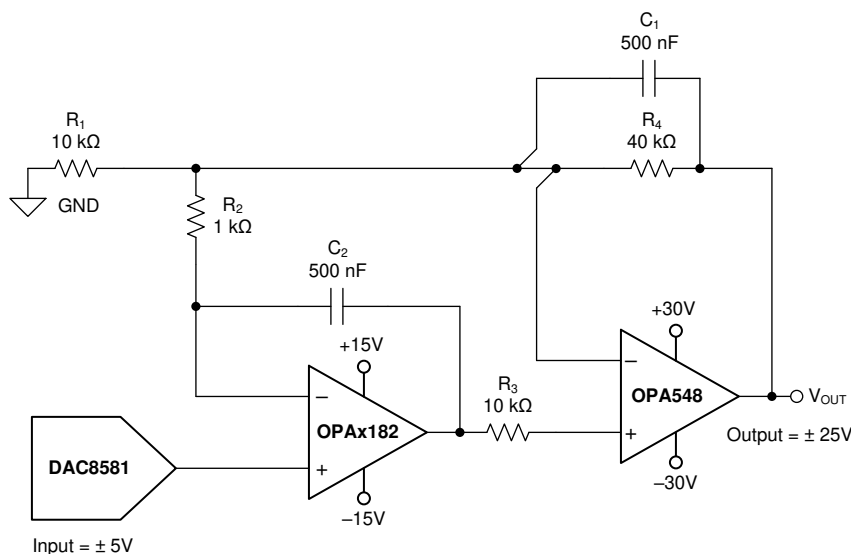 C1
500 nF
R1
10 kΩ
R4
40 kΩ
GND
R2
1 kΩ
C2
500 nF
+15V
+30V
R3
10 kΩ
−
OPAx182
+
−
OPA548
+
VOUT
DAC8581
Output = ± 25V
−15V
−30V
Input = ± 5V